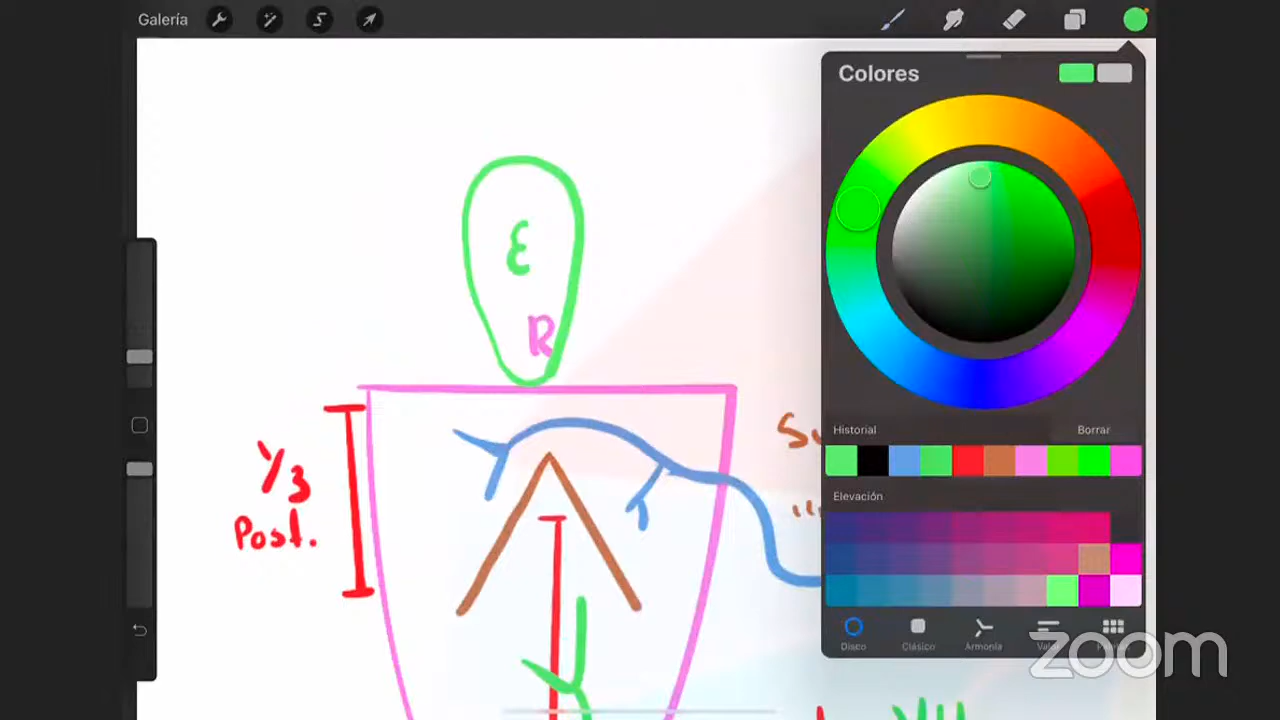 Galería
Colores
ε
R
1/3
Post.
Historial Borrar
Elevación
Disco Clásico Armonía
zoom